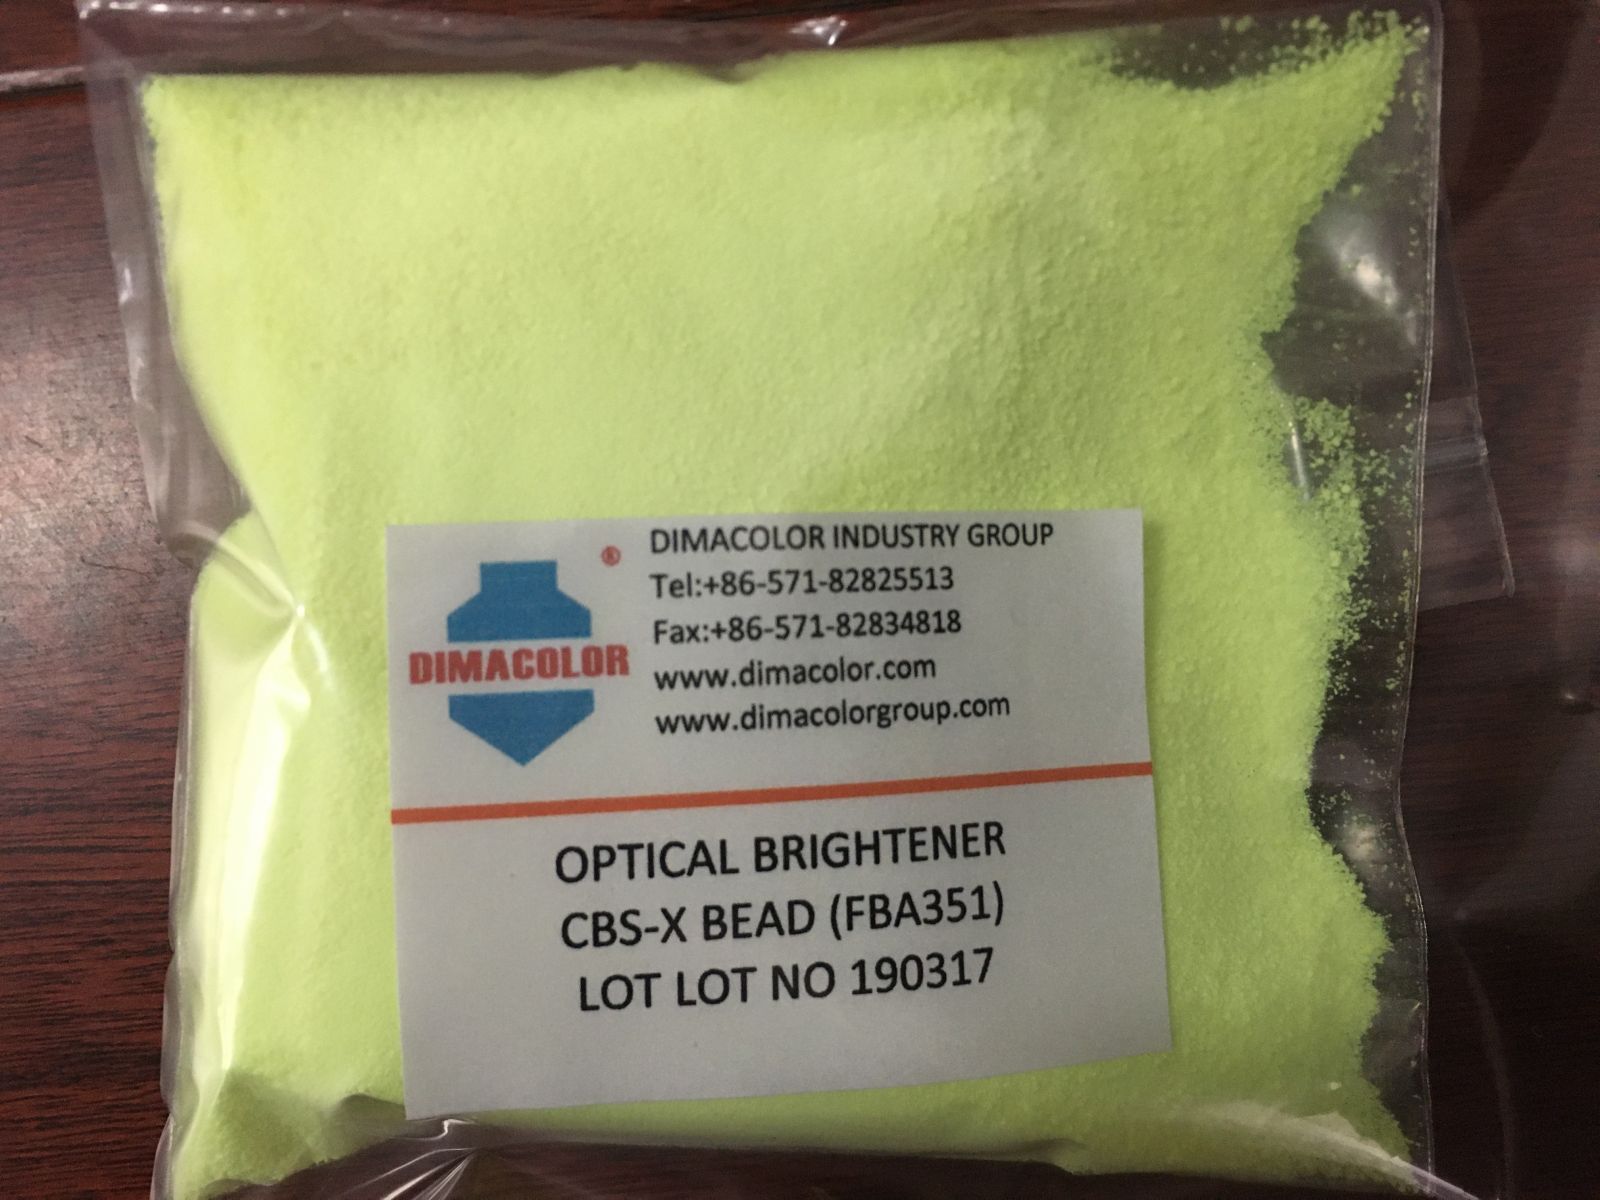 ®
DIMACOLOR
DIMACOLOR INDUSTRY GROUP
Tel:+86-571-82825513
Fax:+86-571-82834818
www.dimacolor.com
www.dimacolorgroup.com
OPTICAL BRIGHTENER
CBS-X BEAD (FBA351)
LOT LOT NO 190317